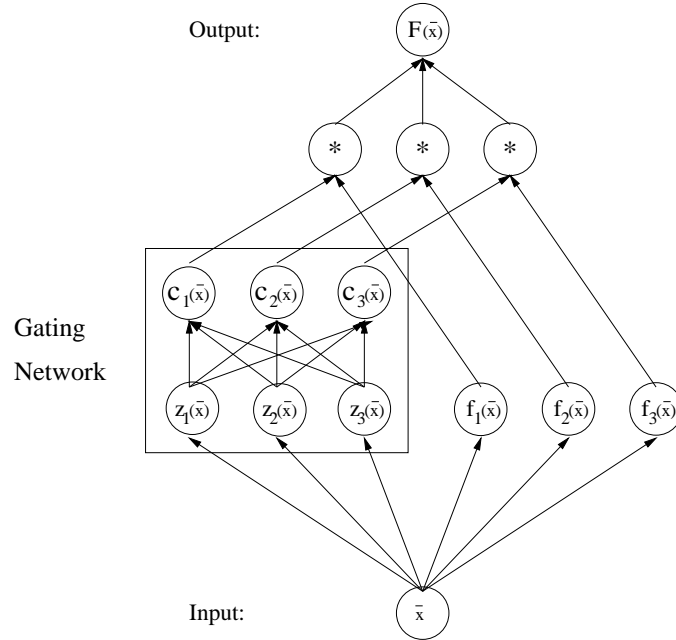 Output: F(x̄)
* * *
c₁(x̄) c₂(x̄) c₃(x̄)
Gating
Network
z₁(x̄) z₂(x̄) z₃(x̄) f₁(x̄) f₂(x̄) f₃(x̄)
Input: x̄